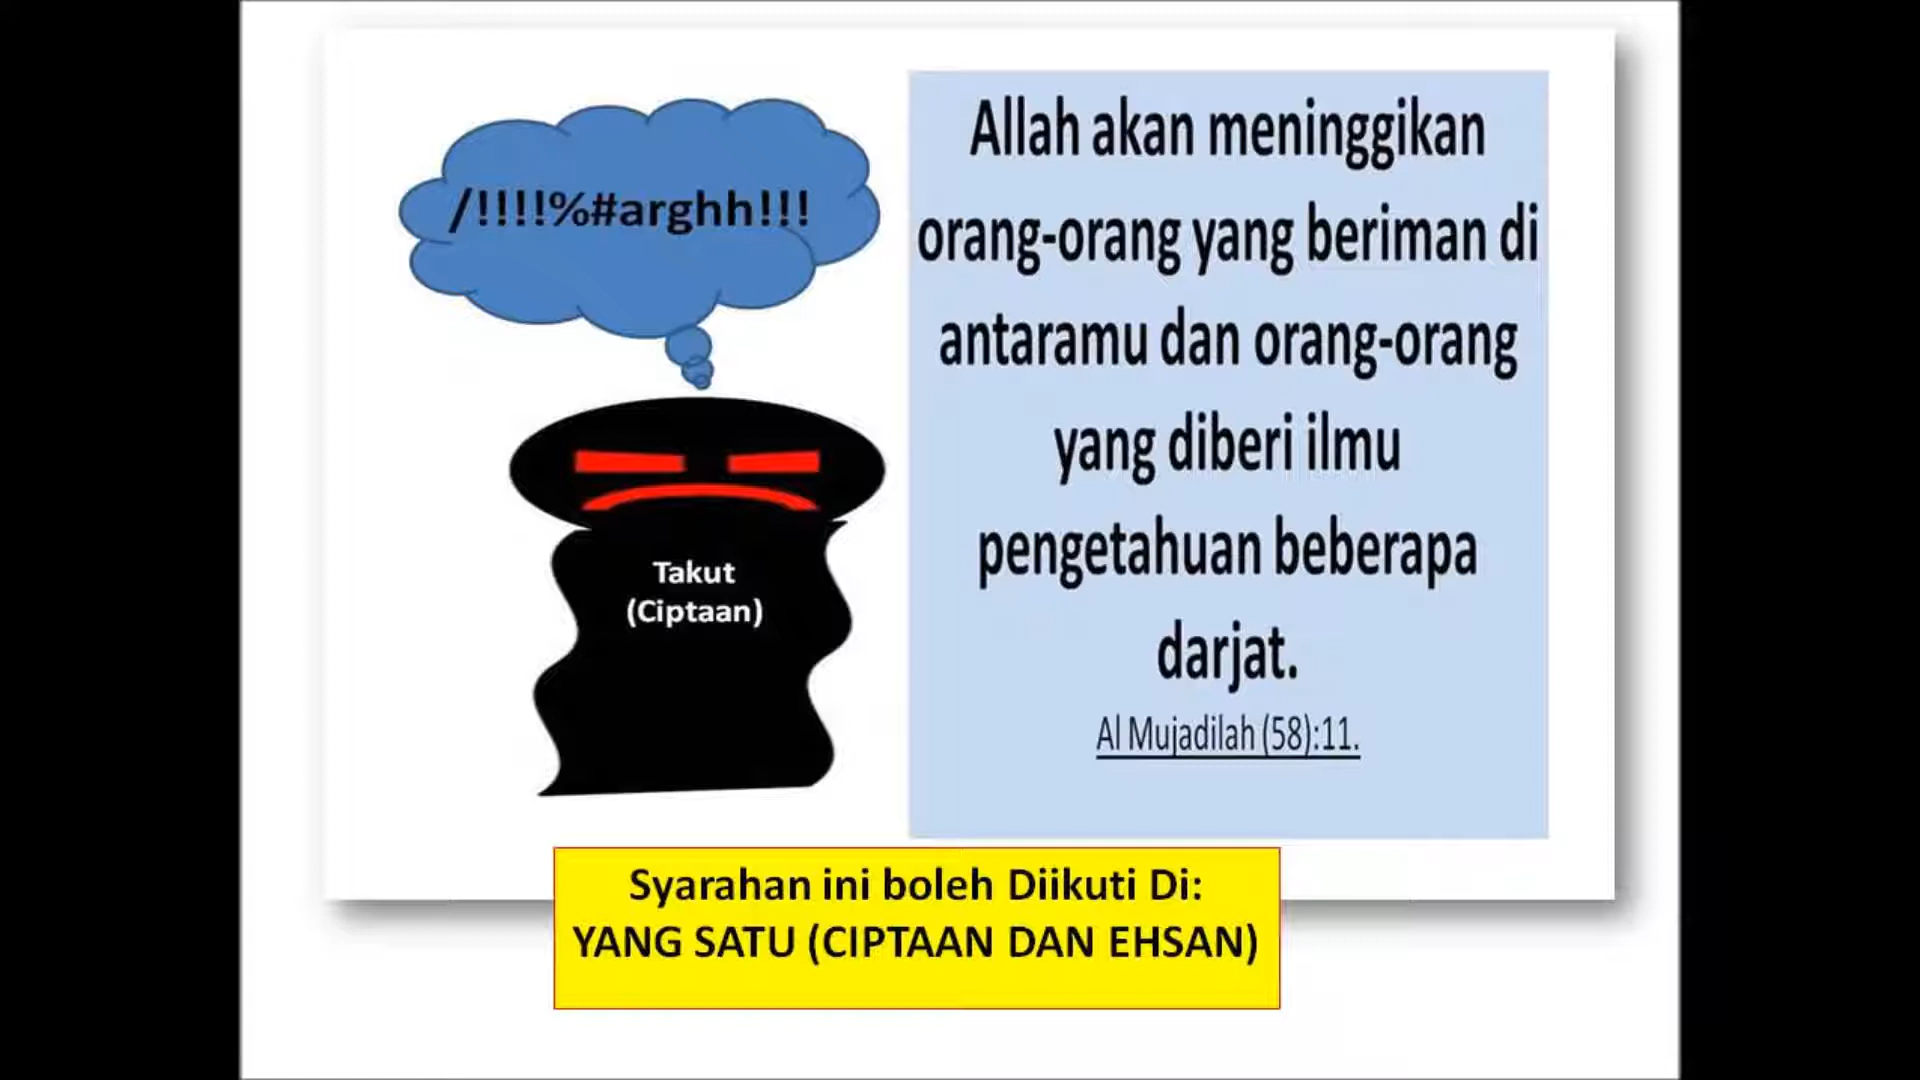 /!!!!%#arghh!!!
Takut
(Ciptaan)
Allah akan meninggikan
orang-orang yang beriman di
antaramu dan orang-orang
yang diberi ilmu
pengetahuan beberapa
darjat.
Al Mujadilah (58):11.
Syarahan ini boleh Diikuti Di:
YANG SATU (CIPTAAN DAN EHSAN)